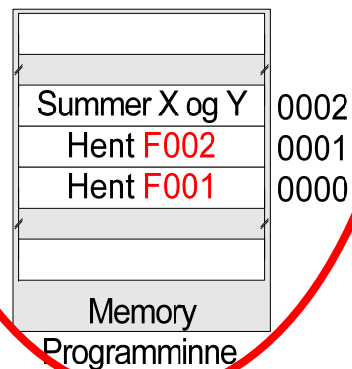 Summer X og Y 0002
Hent F002 0001
Hent F001 0000
Memory
Programminne